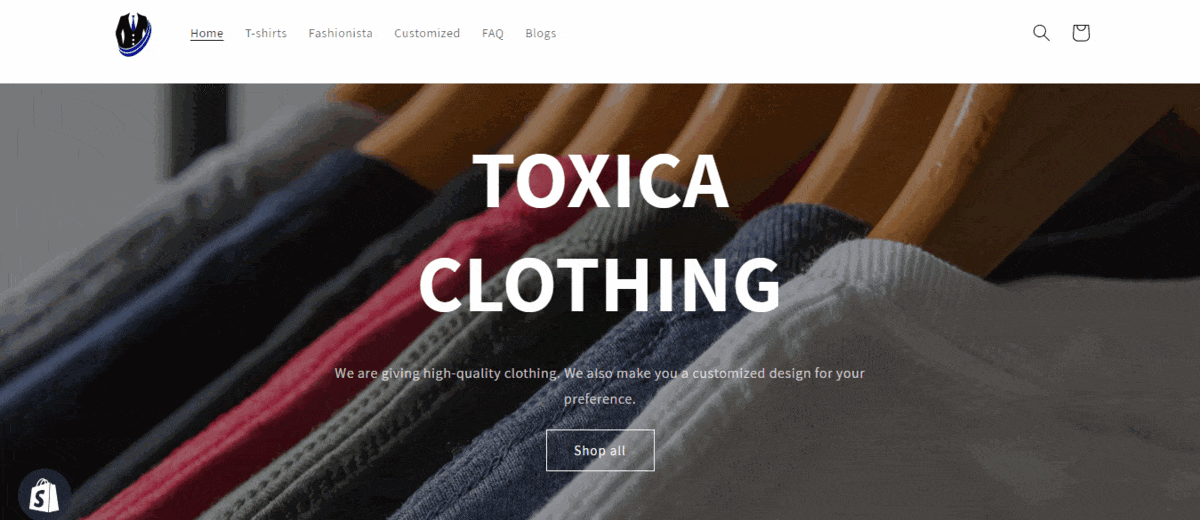 Home T-shirts Fashionista Customized FAQ Blogs
TOXICA
CLOTHING
We are giving high-quality clothing. We also make you a customized design for your
preference.
Shop all
S